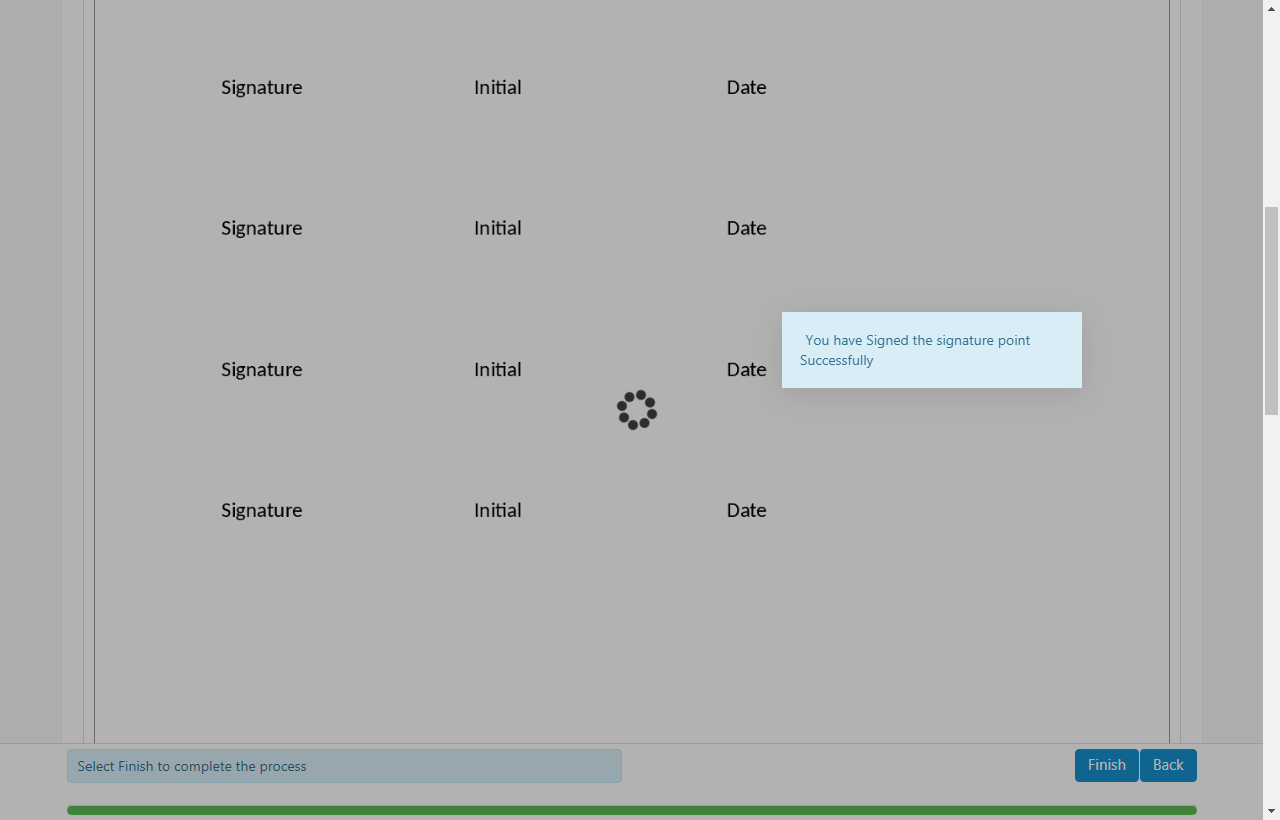 Signature Initial Date
Signature Initial Date
You have Signed the signature point
Successfully
Signature Initial Date
Signature Initial Date
Select Finish to complete the process
Finish Back